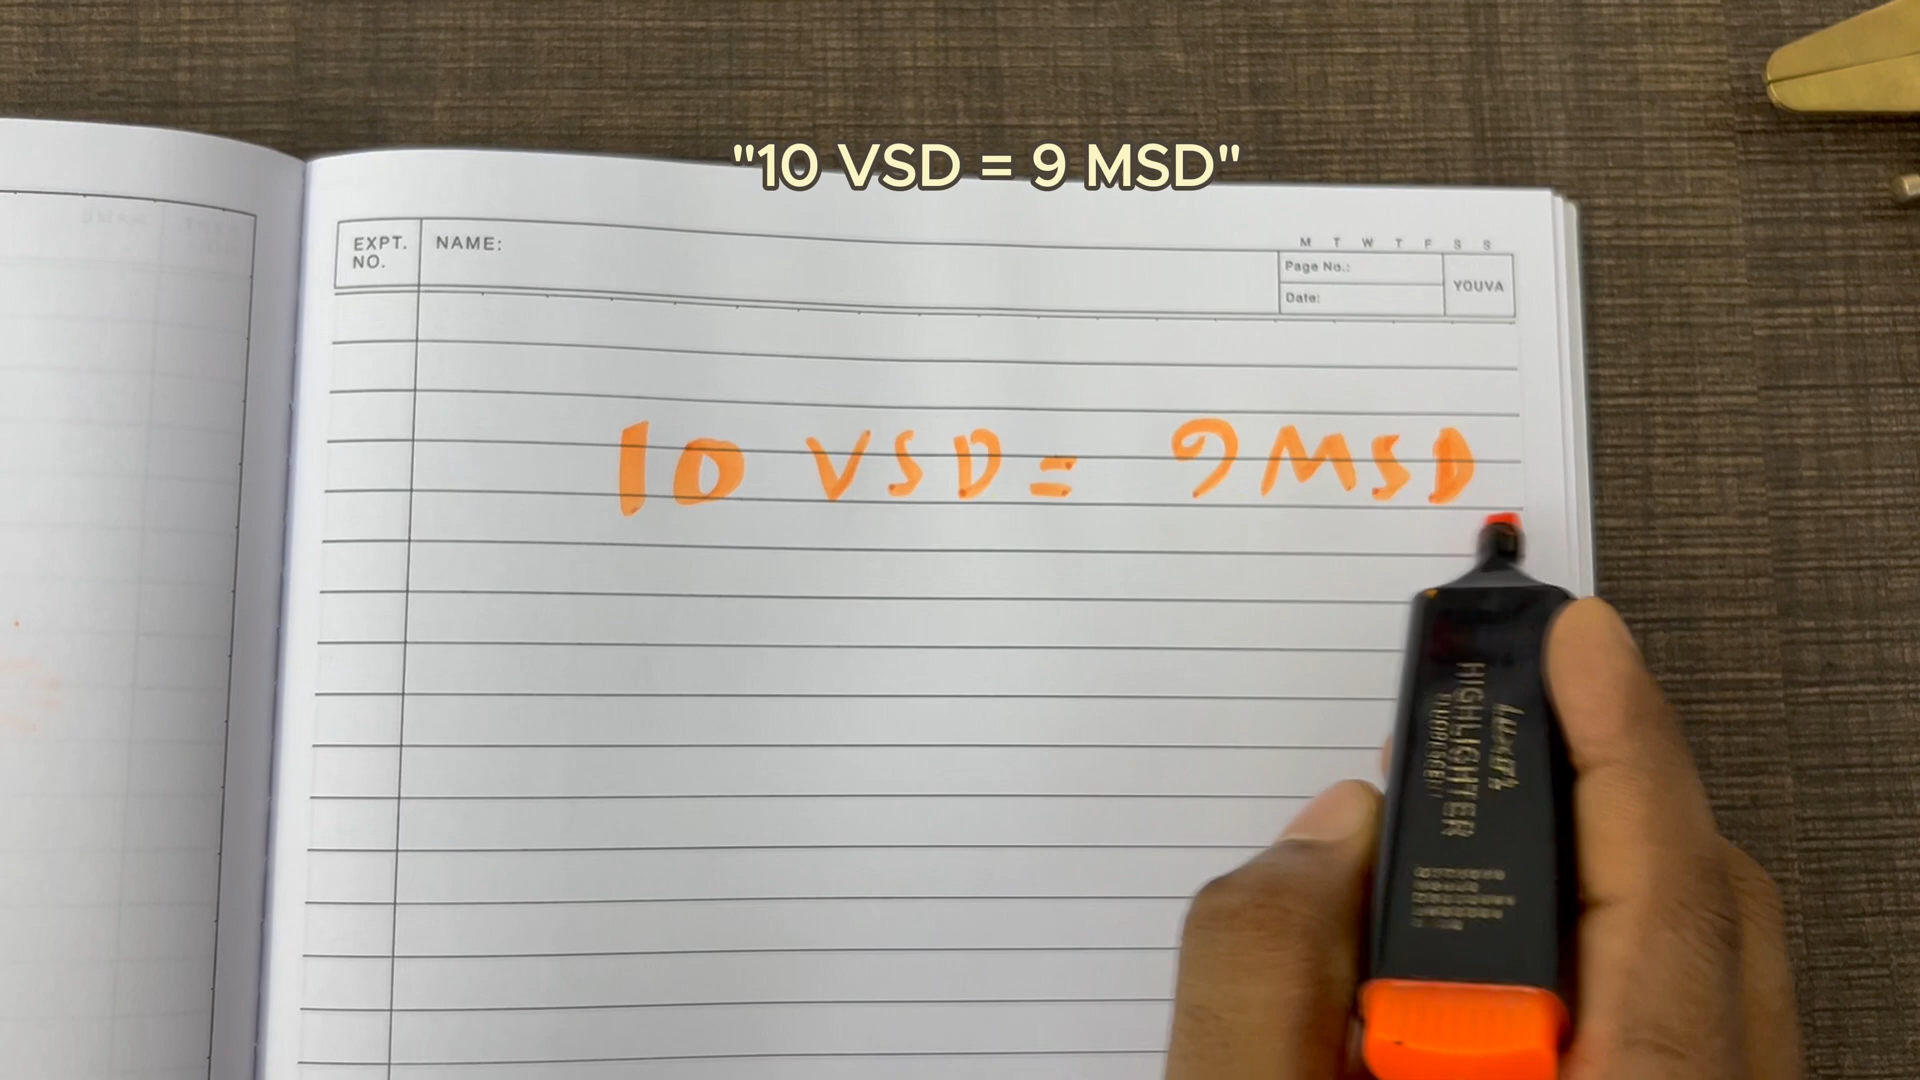 "10 VSD = 9 MSD"
EXPT. NO.
NAME:
M T W T F S S
Page No.:
YOUVA
Date:
10 VSD = 9 MSD
HIGHLIGHTER